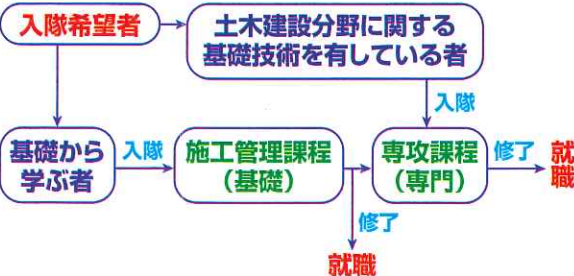 入隊希望者
土木建設分野に関する
基礎技術を有している者
入隊
基礎から
学ぶ者
入隊
施工管理課程
（基礎）
専攻課程
（専門）
修了
就職
修了
就職